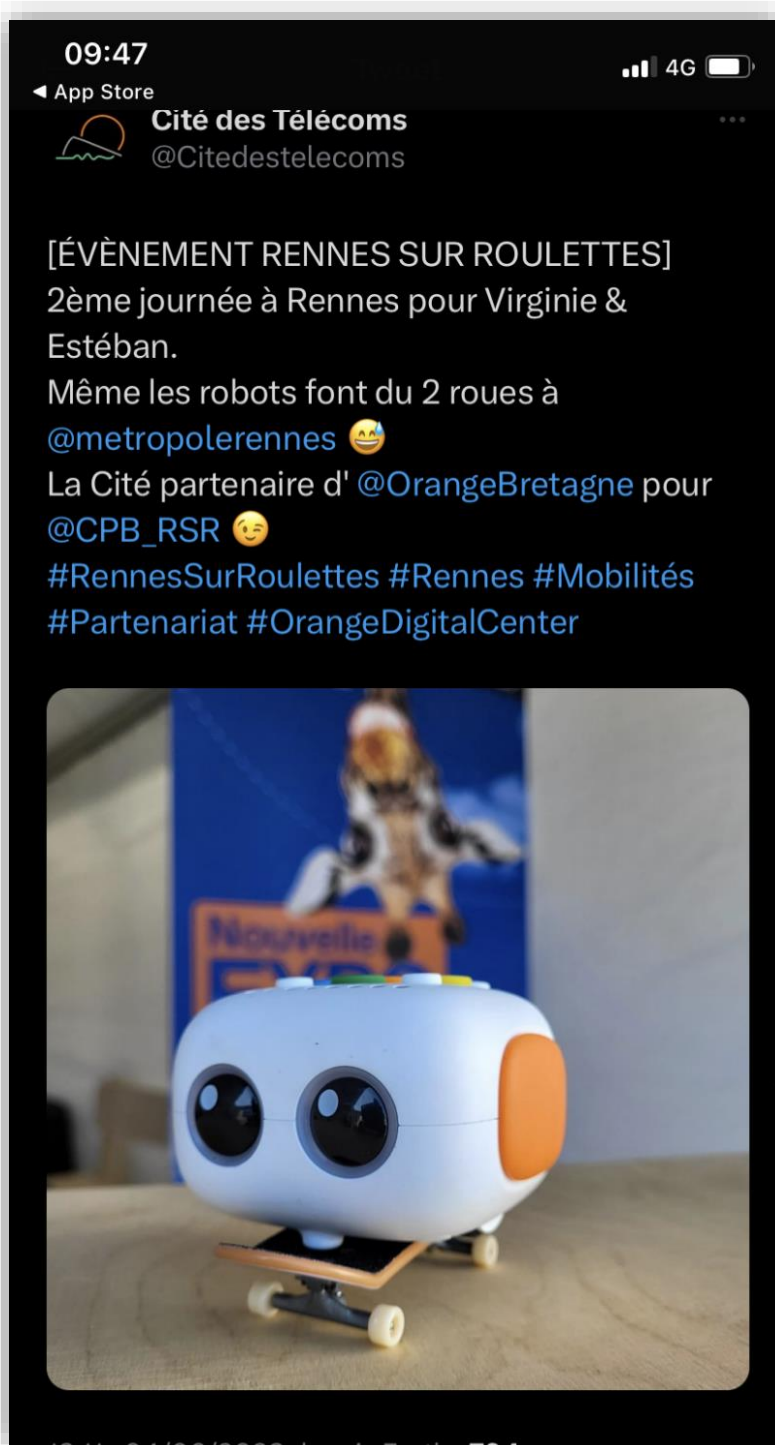 09:47
4G
◀ App Store
Cité des Télécoms
@Citedestelecoms
[ÉVÈNEMENT RENNES SUR ROULETTES]
2ème journée à Rennes pour Virginie &
Estéban.
Même les robots font du 2 roues à
@metropolerennes 😅
La Cité partenaire d' @OrangeBretagne pour
@CPB_RSR 😉
#RennesSurRoulettes #Rennes #Mobilités
#Partenariat #OrangeDigitalCenter
Nouvelle
EXPO